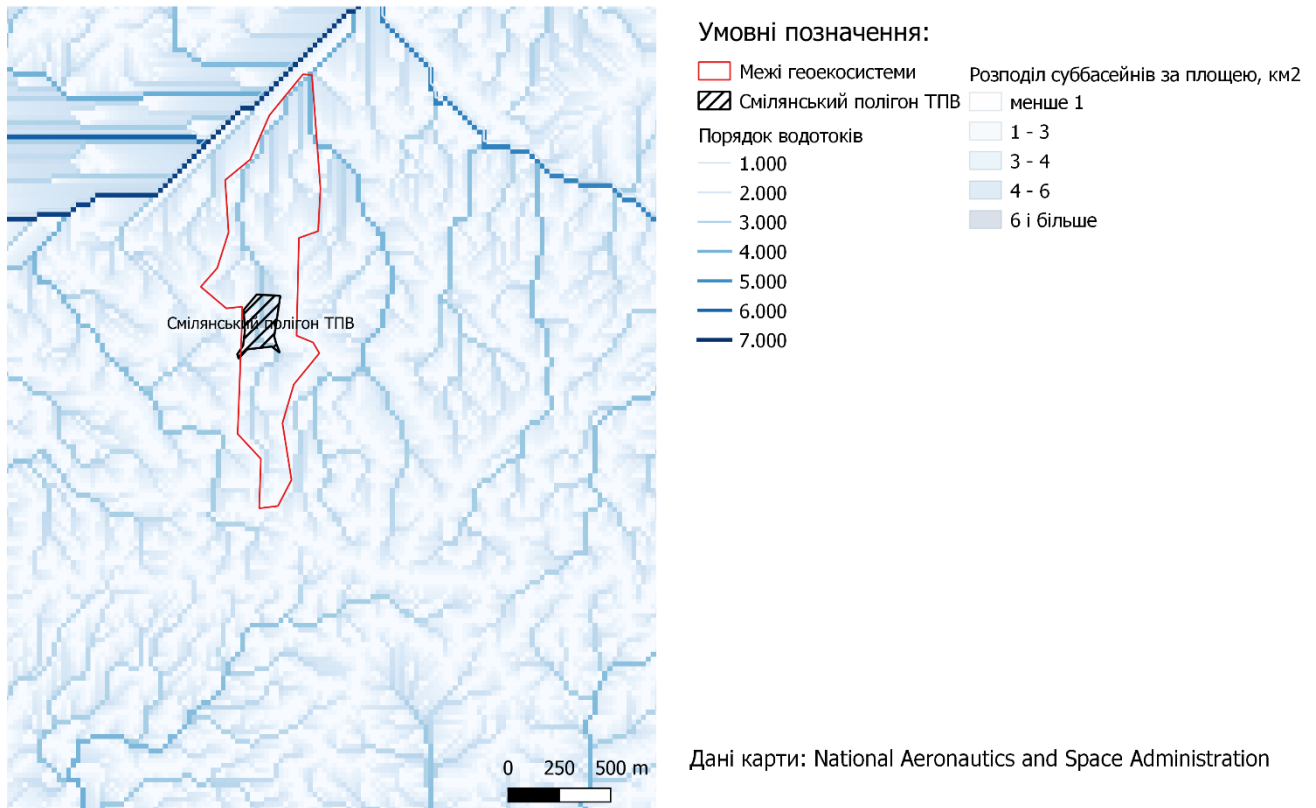 Умовні позначення:
Межі геоекосистеми
Смілянський полігон ТПВ
Порядок водотоків
1.000
2.000
3.000
4.000
5.000
6.000
7.000
Розподіл суббасейнів за площею, км2
менше 1
1 - 3
3 - 4
4 - 6
6 і більше
Смілянський полігон ТПВ
0 250 500 m
Дані карти: National Aeronautics and Space Administration